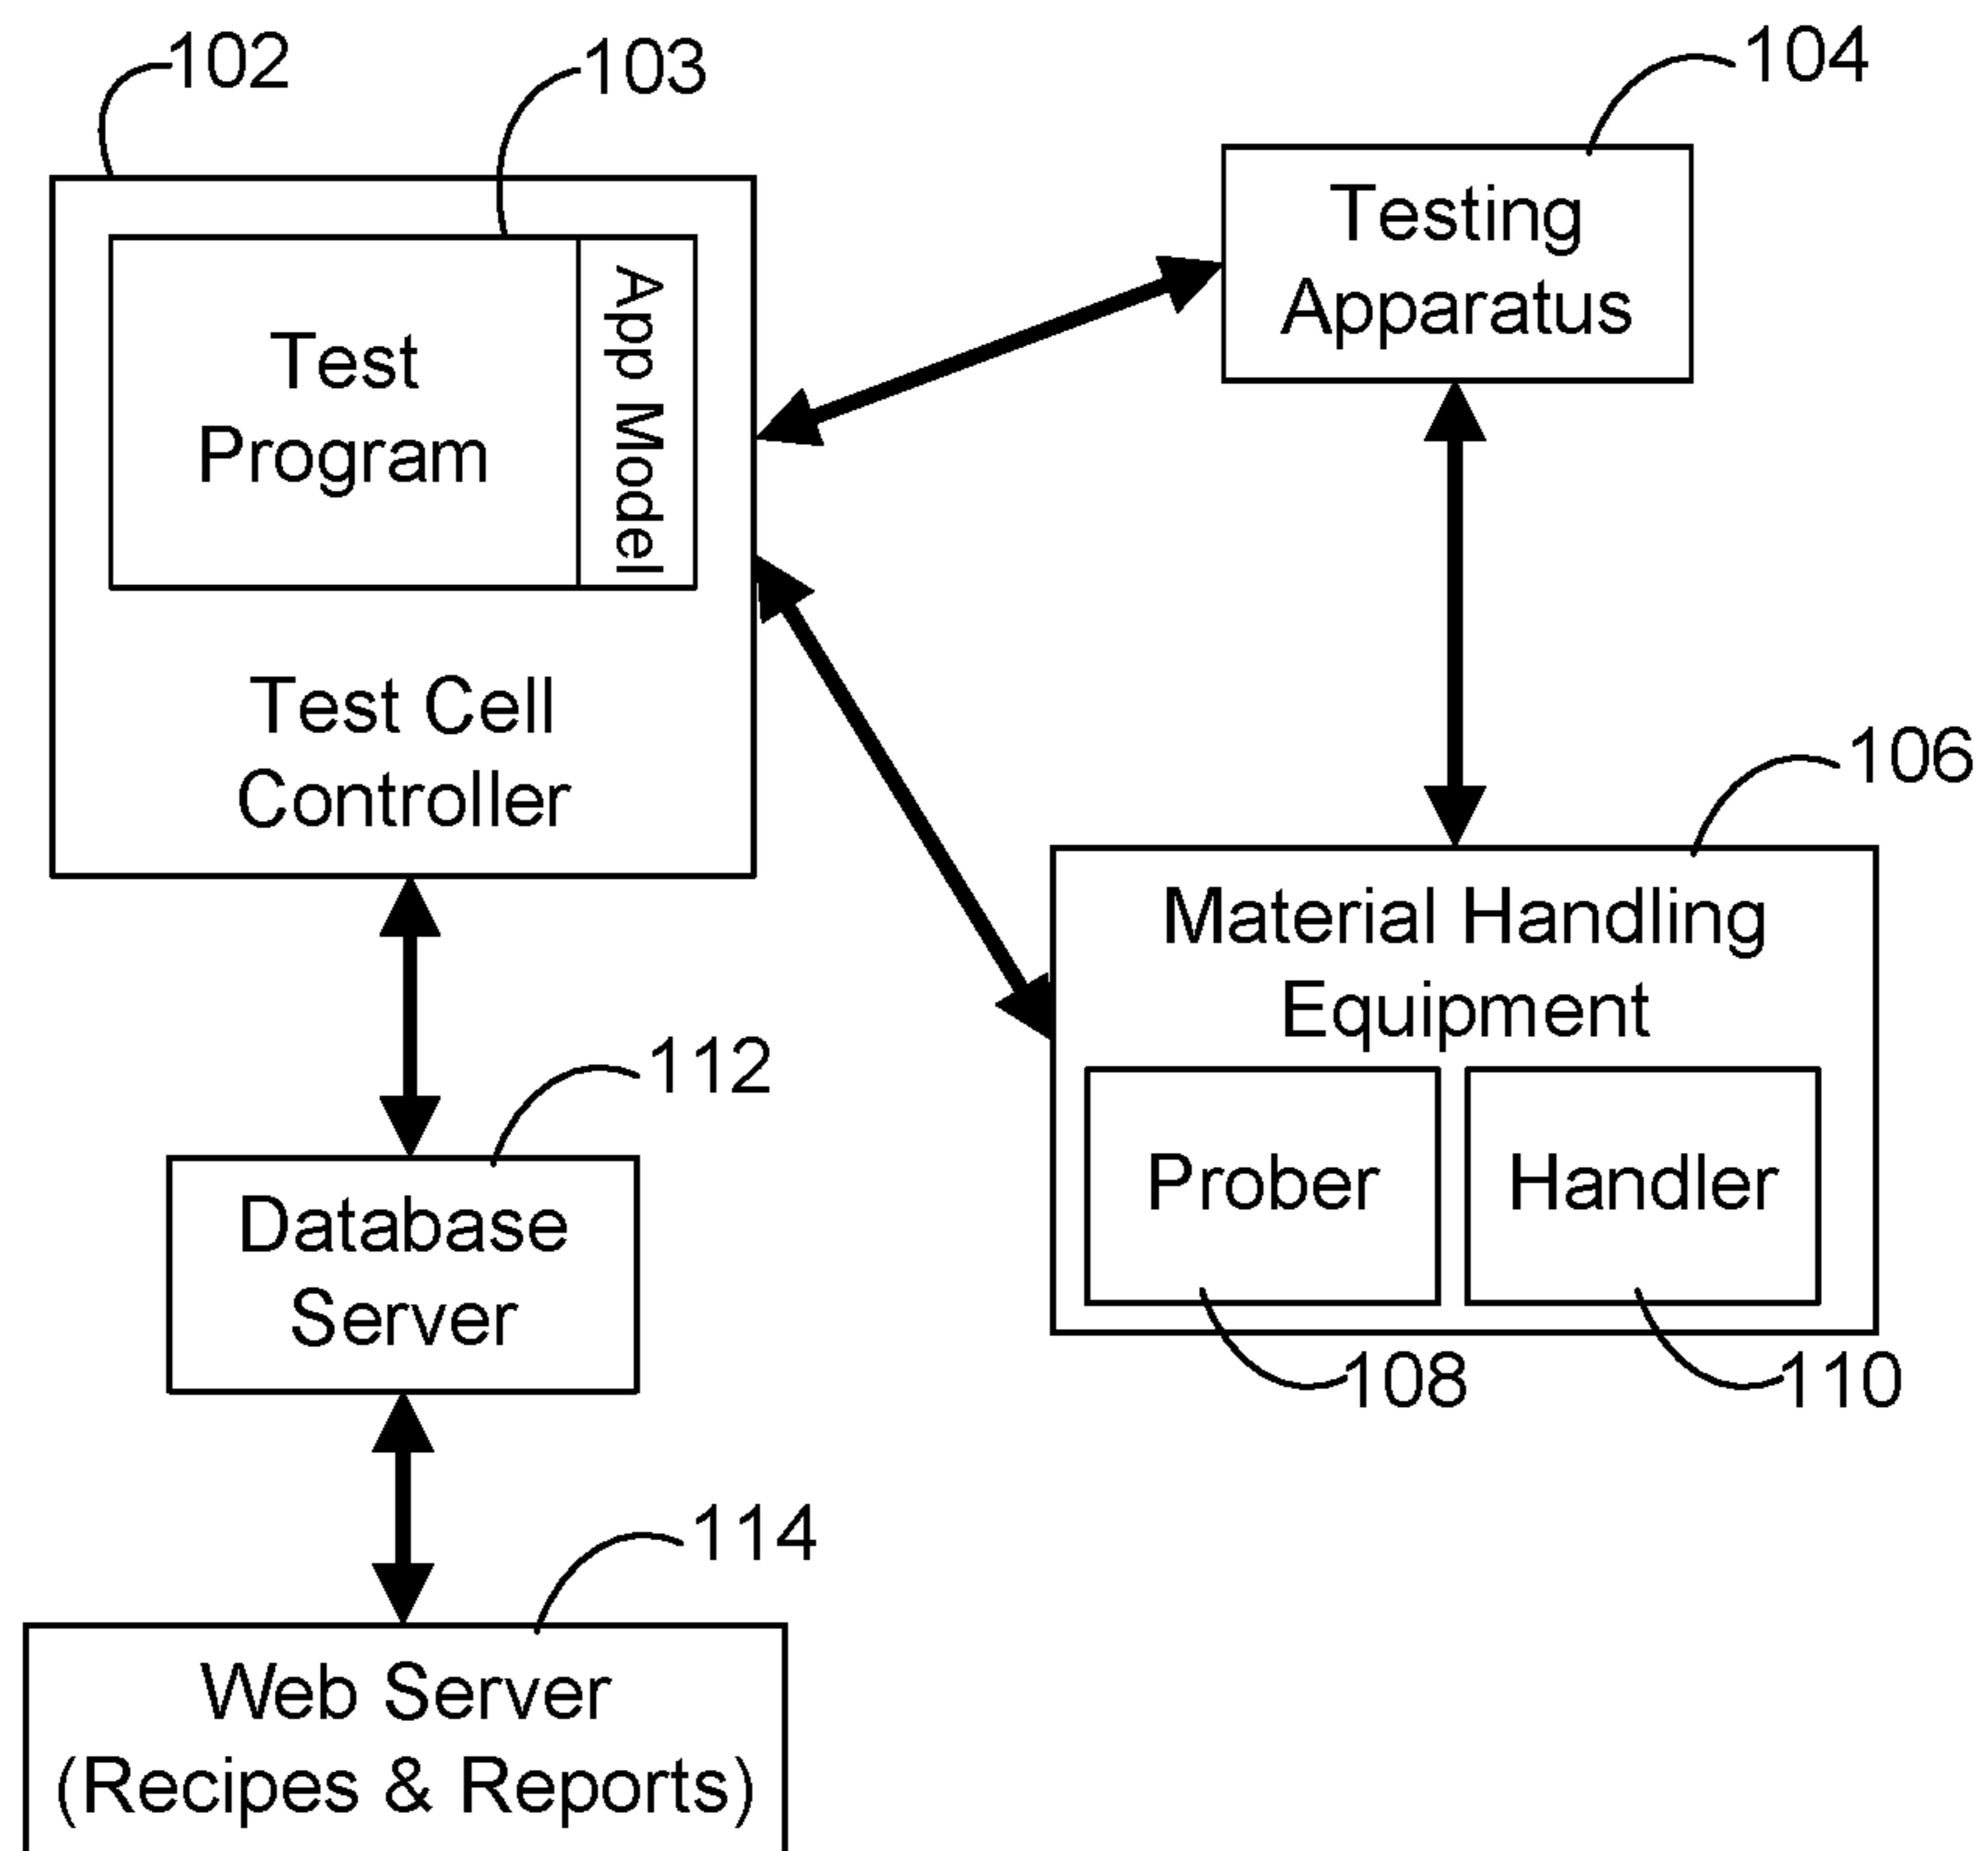 102
103
104
Test
Program
App Model
Test Cell
Controller
Testing
Apparatus
106
Material Handling
Equipment
Prober
Handler
108
110
112
Database
Server
114
Web Server
(Recipes & Reports)